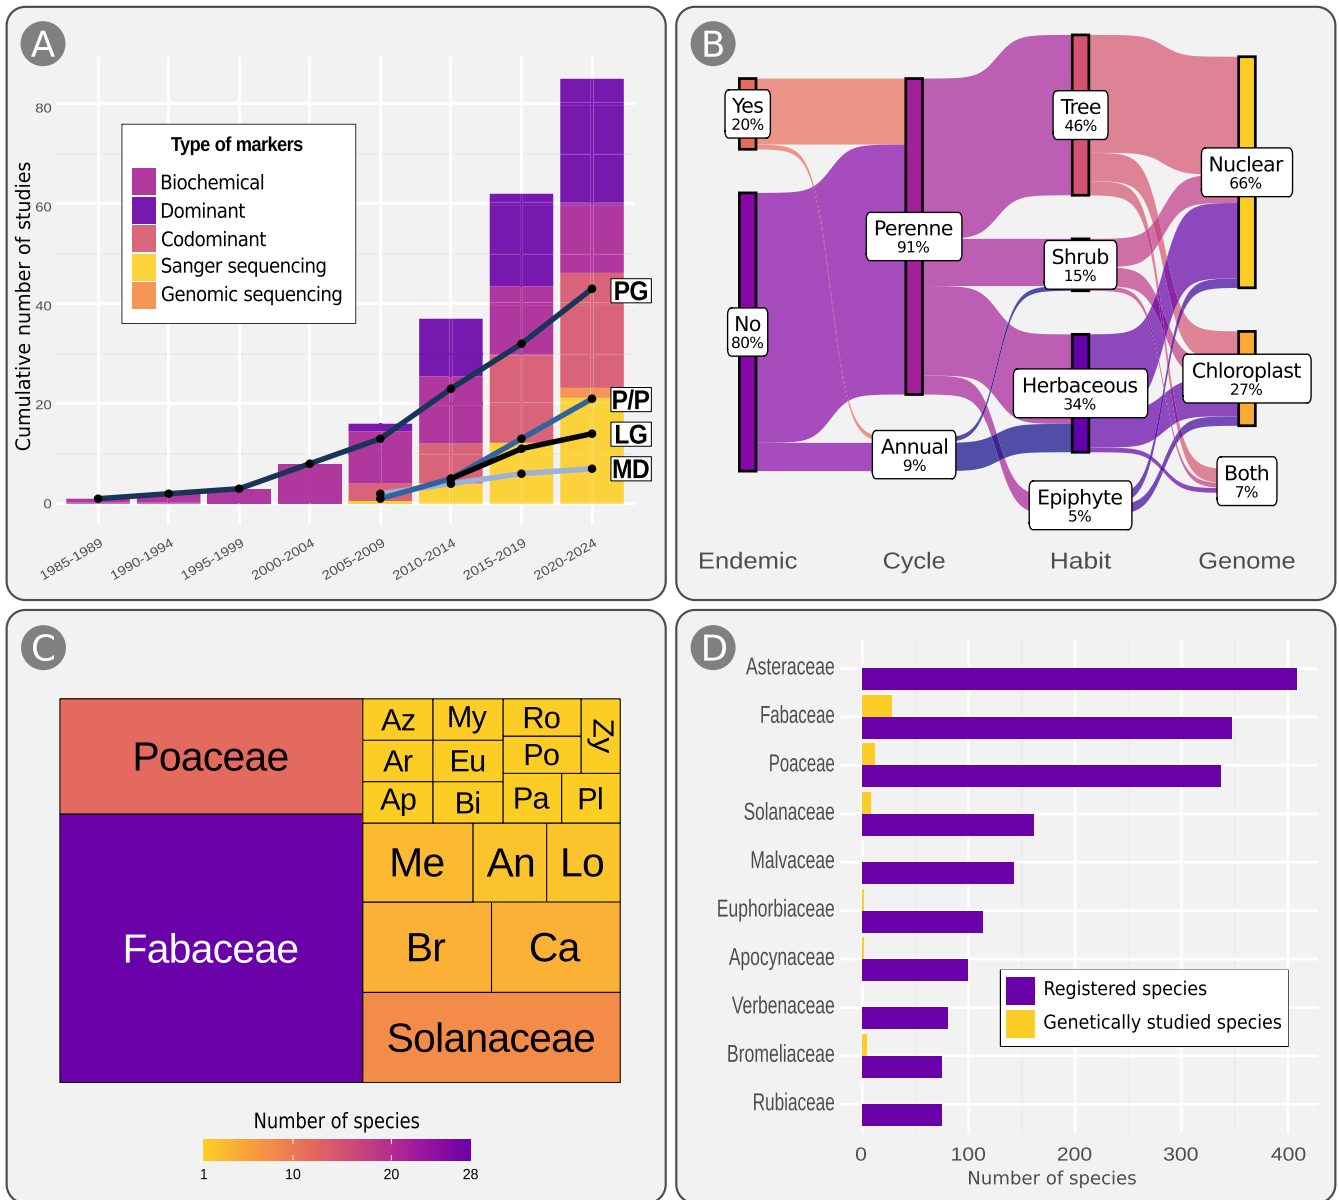 A
Cumulative number of studies
80
60
40
20
0
Type of markers
Biochemical
Dominant
Codominant
Sanger sequencing
Genomic sequencing
PG
P/P
LG
MD
1985-1989
1990-1994
1995-1999
2000-2004
2005-2009
2010-2014
2015-2019
2020-2024
B
Yes
20%
No
80%
Perenne
91%
Annual
9%
Tree
46%
Shrub
15%
Herbaceous
34%
Epiphyte
5%
Nuclear
66%
Chloroplast
27%
Both
7%
Endemic
Cycle
Habit
Genome
C
Poaceae
Fabaceae
Az
My
Ro
Zy
Ar
Eu
Po
Ap
Bi
Pa
Pl
Me
An
Lo
Br
Ca
Solanaceae
Number of species
1
10
20
28
D
Asteraceae
Fabaceae
Poaceae
Solanaceae
Malvaceae
Euphorbiaceae
Apocynaceae
Verbenaceae
Bromeliaceae
Rubiaceae
Registered species
Genetically studied species
0
100
200
300
400
Number of species